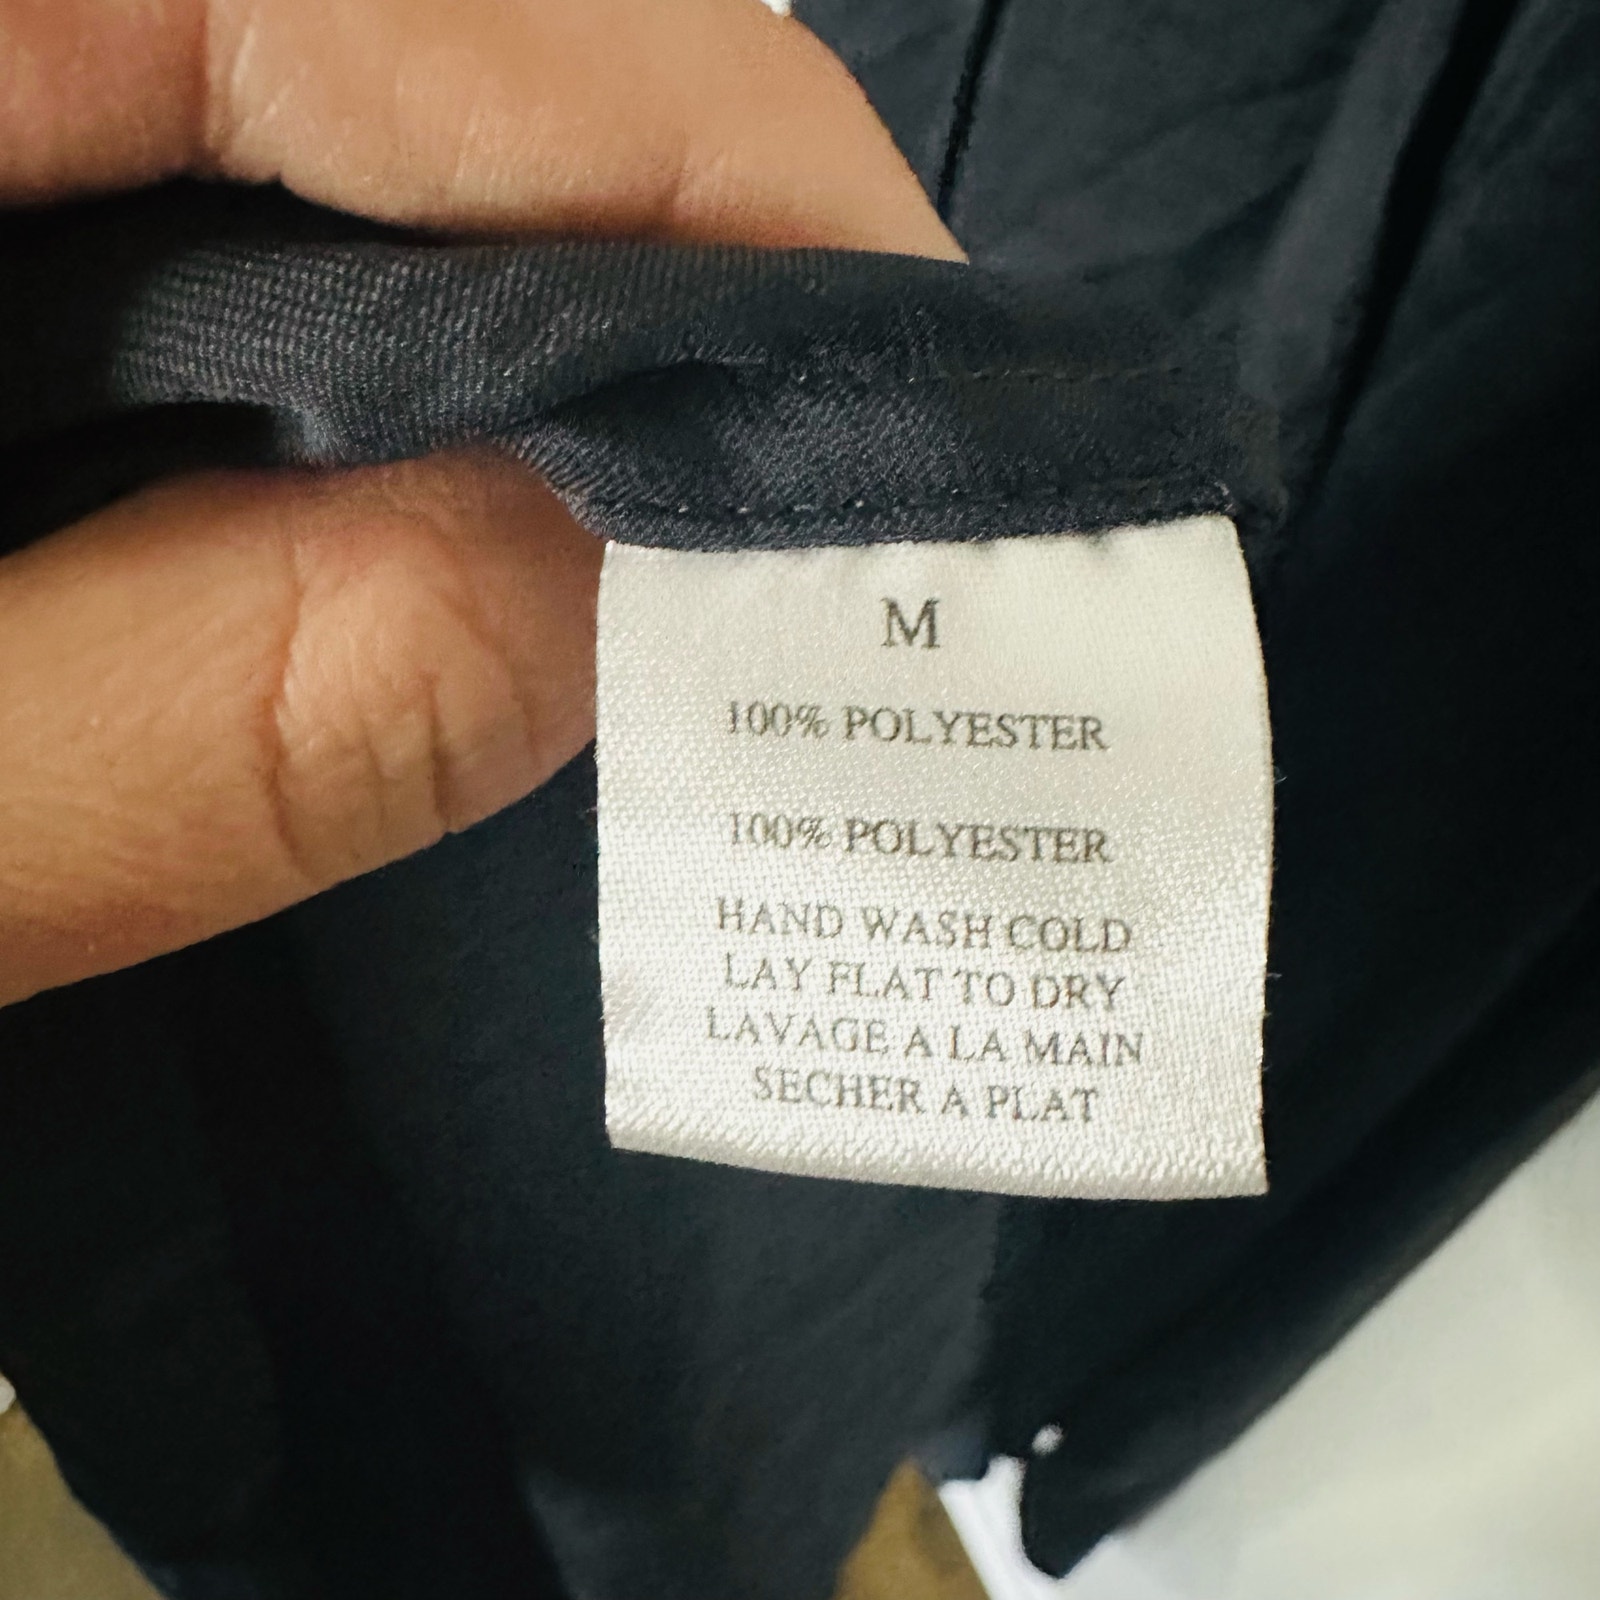 M
100% POLYESTER
100% POLYESTER
HAND WASH COLD
LAY FLAT TO DRY
LAVAGE A LA MAIN
SECHER A PLAT